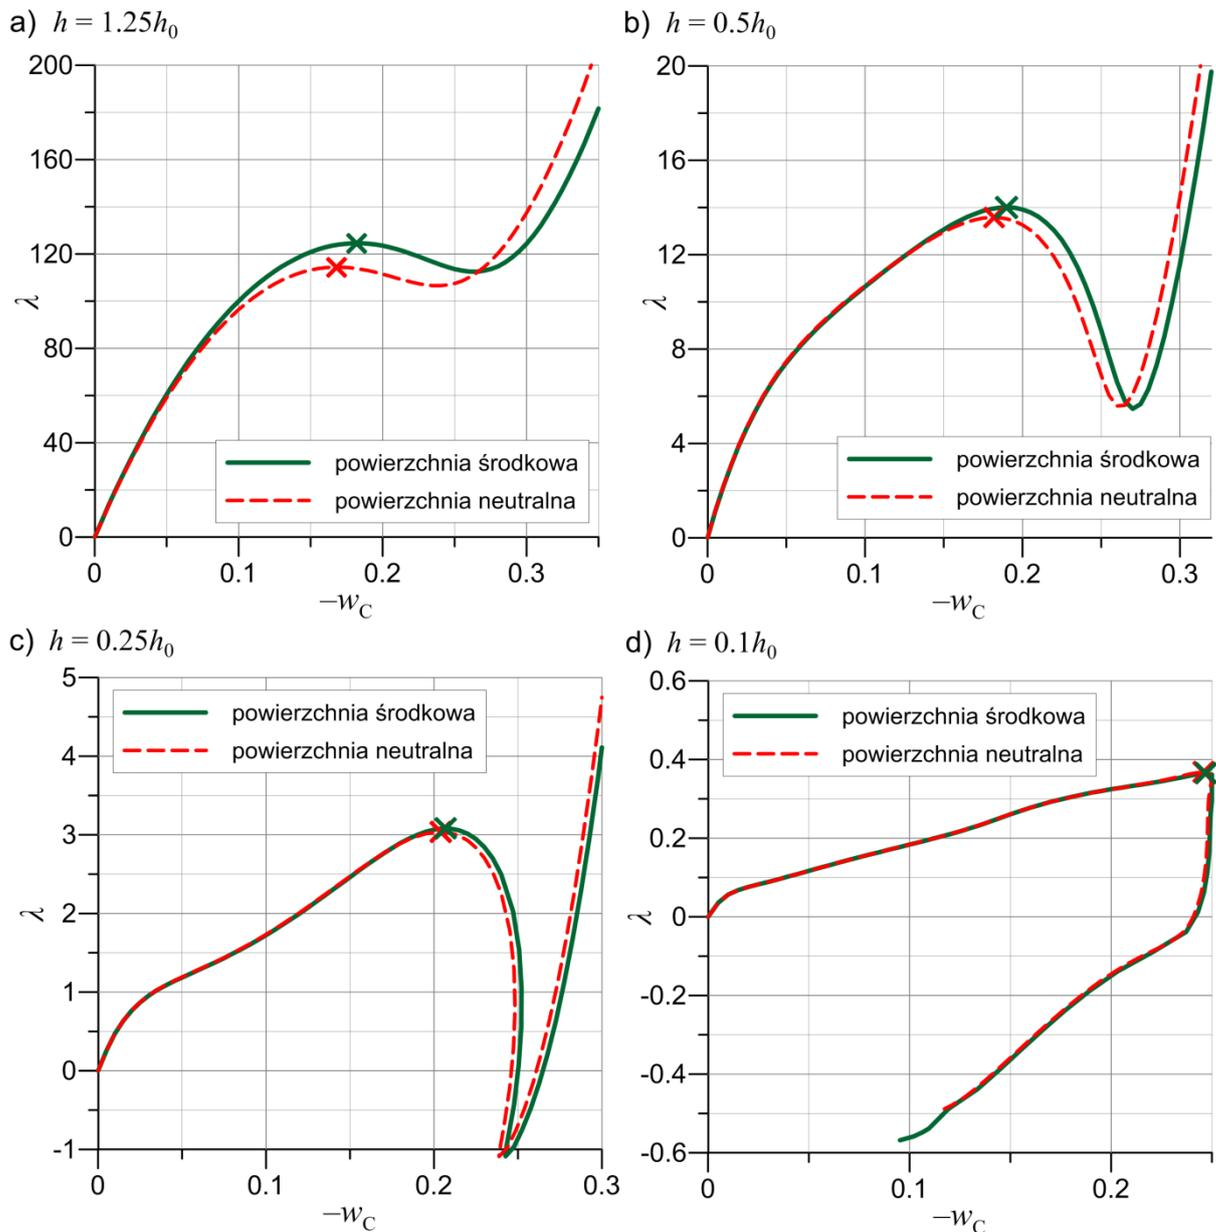 a) h = 1.25h₀
200
160
120
80
40
0
λ
powierzchnia środkowa
powierzchnia neutralna
0
0.1
0.2
0.3
–w_C
b) h = 0.5h₀
20
16
12
8
4
0
λ
powierzchnia środkowa
powierzchnia neutralna
0
0.1
0.2
0.3
–w_C
c) h = 0.25h₀
5
4
3
2
1
0
-1
λ
powierzchnia środkowa
powierzchnia neutralna
0
0.1
0.2
0.3
–w_C
d) h = 0.1h₀
0.6
0.4
0.2
0
-0.2
-0.4
-0.6
λ
powierzchnia środkowa
powierzchnia neutralna
0
0.1
0.2
–w_C